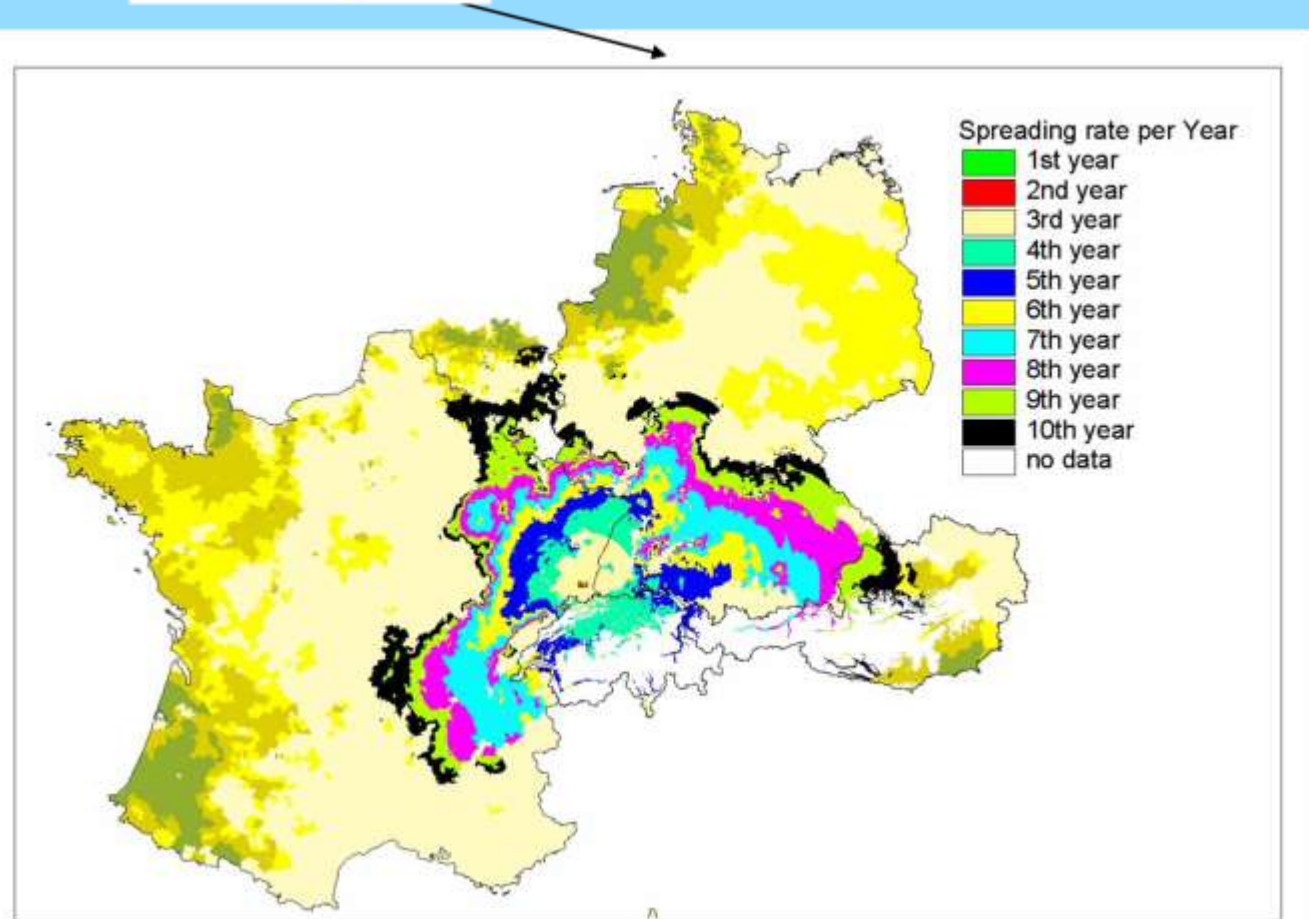 Spreading rate per Year
1st year
2nd year
3rd year
4th year
5th year
6th year
7th year
8th year
9th year
10th year
no data